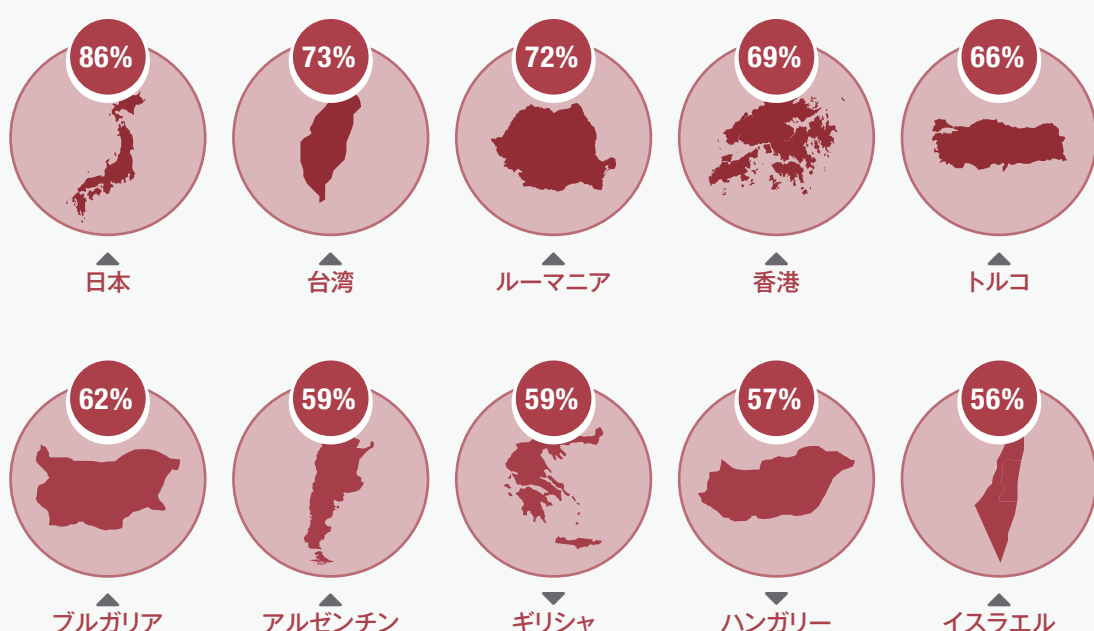 86% 73% 72% 69% 66%
日本 台湾 ルーマニア 香港 トルコ
62% 59% 59% 57% 56%
ブルガリア アルゼンチン ギリシャ ハンガリー イスラエル